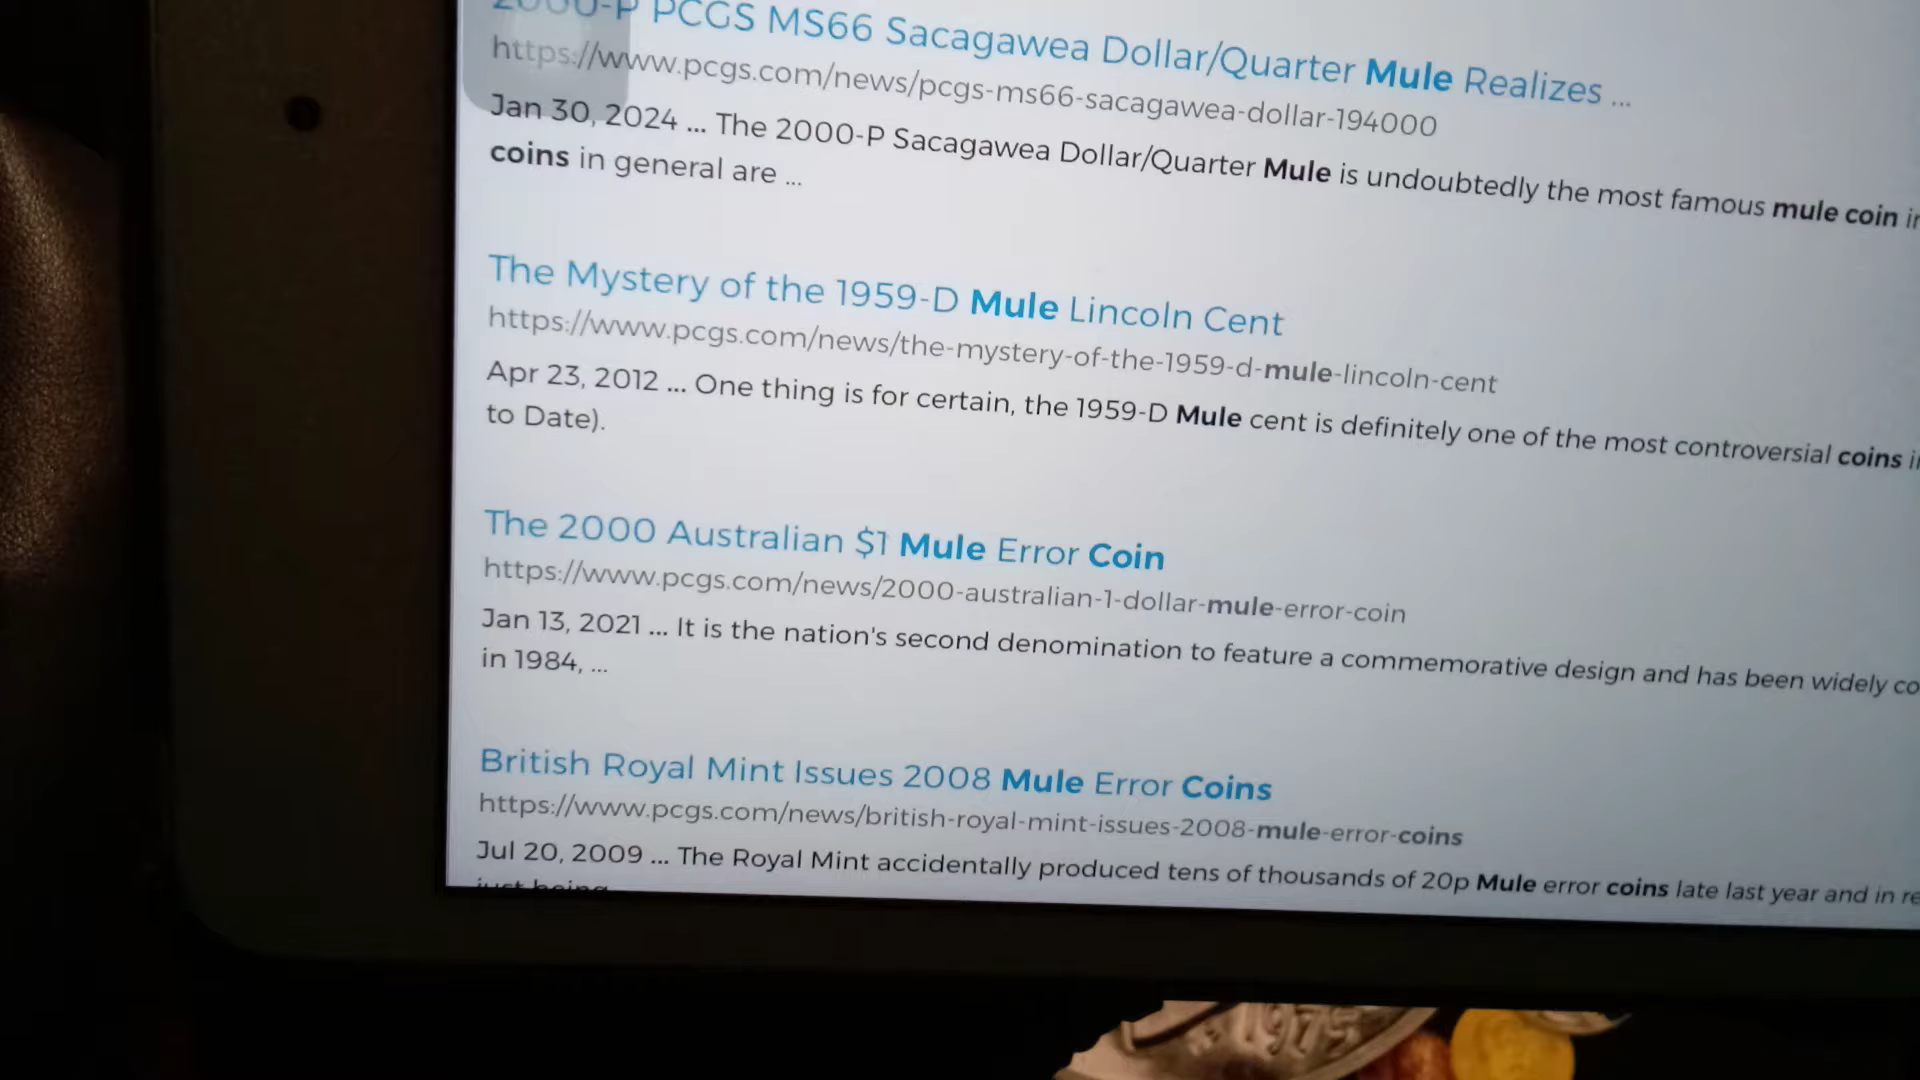 2000-P PCGS MS66 Sacagawea Dollar/Quarter Mule Realizes ...
https://www.pcgs.com/news/pcgs-ms66-sacagawea-dollar-194000
Jan 30, 2024 ... The 2000-P Sacagawea Dollar/Quarter Mule is undoubtedly the most famous mule coin in
coins in general are ...
The Mystery of the 1959-D Mule Lincoln Cent
https://www.pcgs.com/news/the-mystery-of-the-1959-d-mule-lincoln-cent
Apr 23, 2012 ... One thing is for certain, the 1959-D Mule cent is definitely one of the most controversial coins in
to Date).
The 2000 Australian $1 Mule Error Coin
https://www.pcgs.com/news/2000-australian-1-dollar-mule-error-coin
Jan 13, 2021 ... It is the nation's second denomination to feature a commemorative design and has been widely co
in 1984, ...
British Royal Mint Issues 2008 Mule Error Coins
https://www.pcgs.com/news/british-royal-mint-issues-2008-mule-error-coins
Jul 20, 2009 ... The Royal Mint accidentally produced tens of thousands of 20p Mule error coins late last year and in re
just being
1975